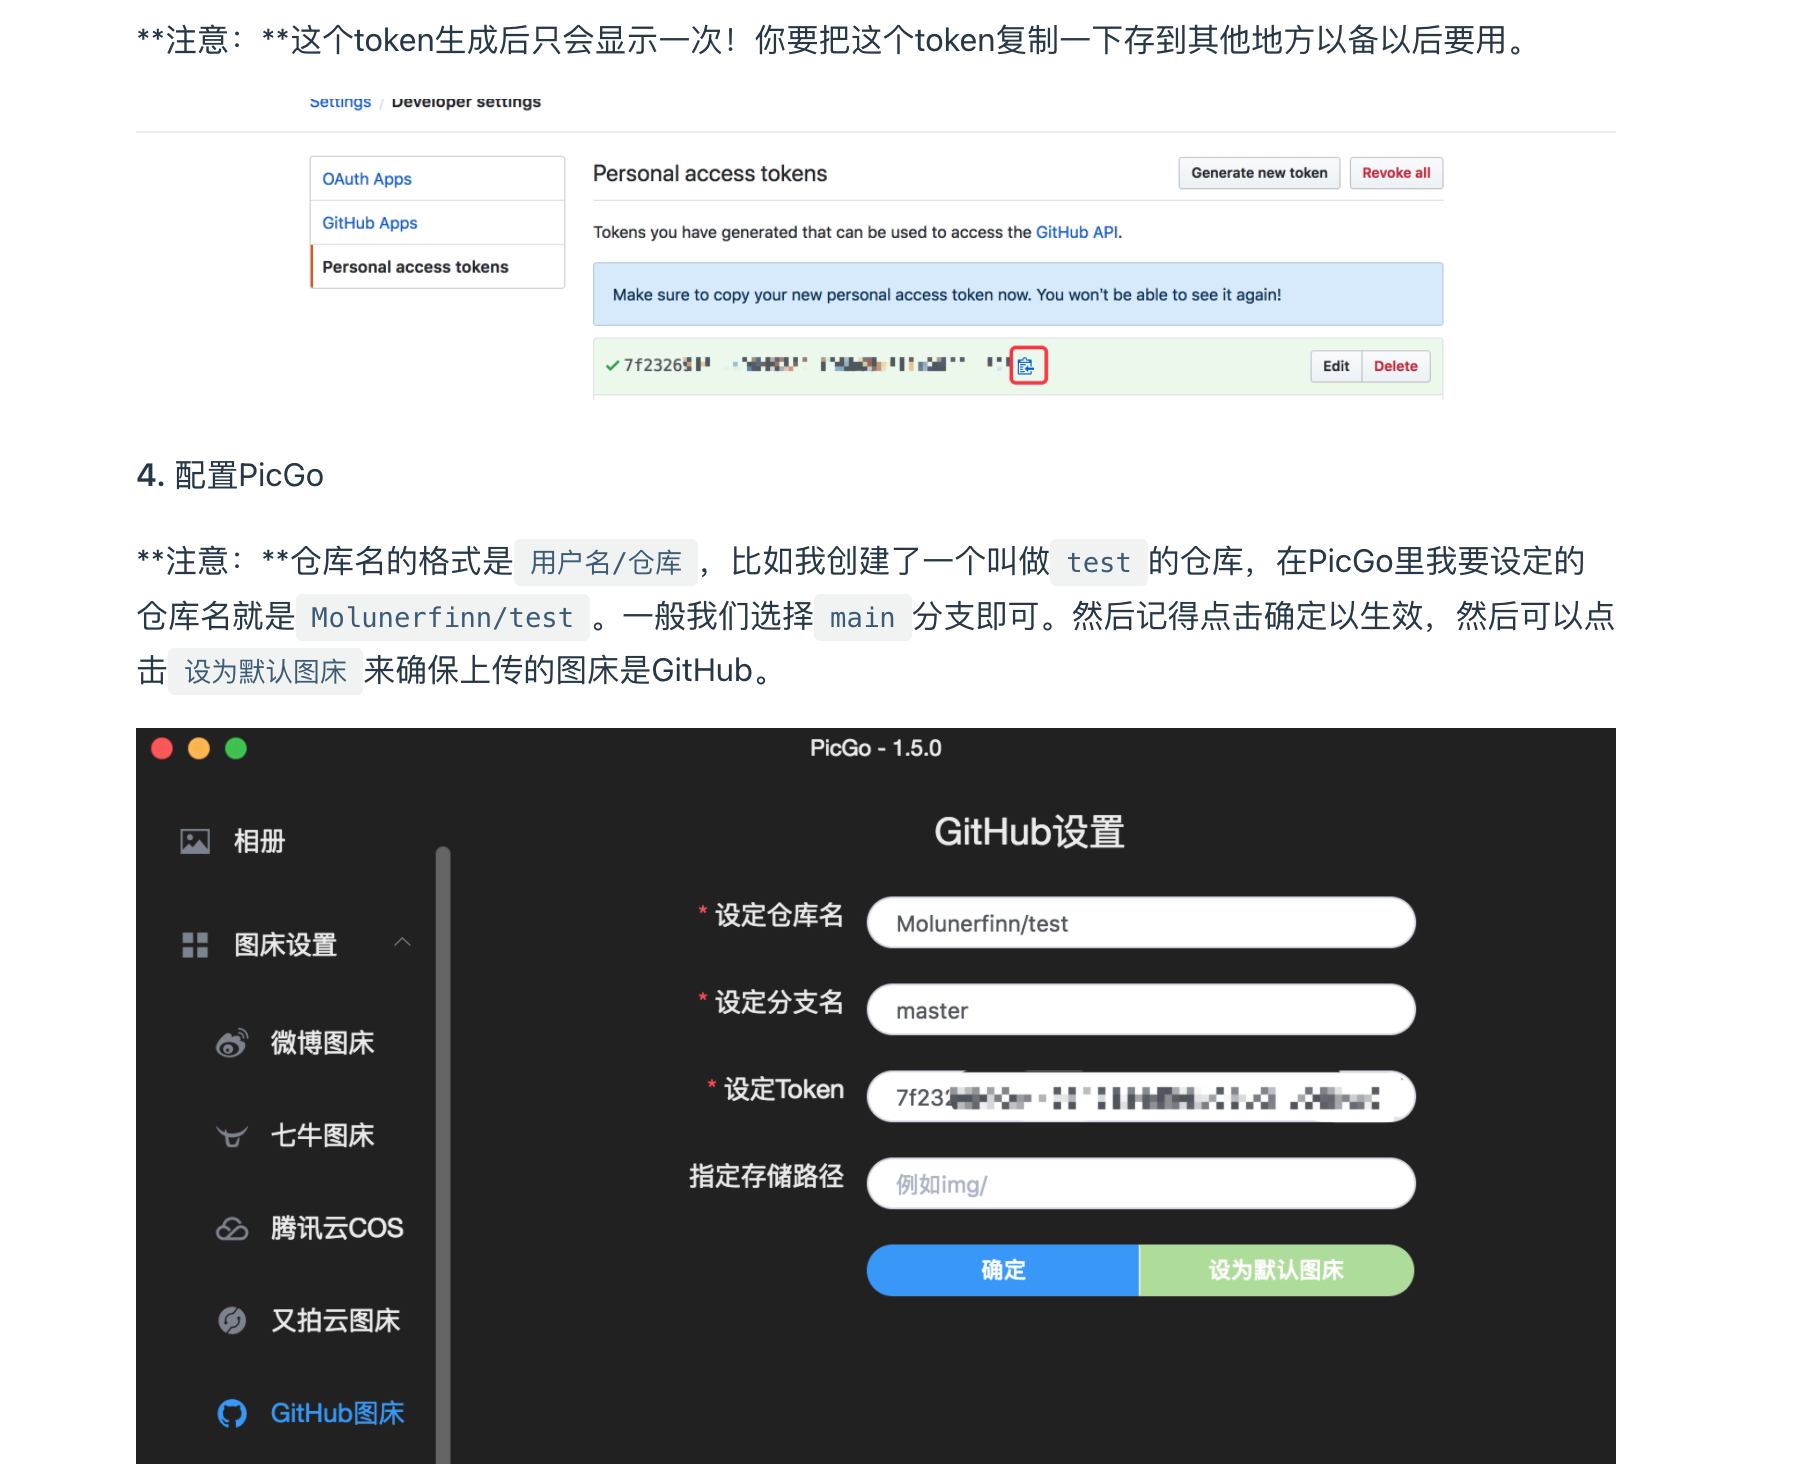 **注意：**这个token生成后只会显示一次！你要把这个token复制一下存到其他地方以备以后要用。
Settings / Developer settings
OAuth Apps
GitHub Apps
Personal access tokens
Personal access tokens
Generate new token
Revoke all
Tokens you have generated that can be used to access the GitHub API.
Make sure to copy your new personal access token now. You won't be able to see it again!
7f2326
Edit
Delete
4. 配置PicGo
**注意：**仓库名的格式是 用户名/仓库 ，比如我创建了一个叫做 test 的仓库，在PicGo里我要设定的
仓库名就是 Molunerfinn/test 。一般我们选择 main 分支即可。然后记得点击确定以生效，然后可以点
击 设为默认图床 来确保上传的图床是GitHub。
PicGo - 1.5.0
相册
图床设置
微博图床
七牛图床
腾讯云COS
又拍云图床
GitHub图床
GitHub设置
* 设定仓库名
Molunerfinn/test
* 设定分支名
master
* 设定Token
7f232
指定存储路径
例如img/
确定
设为默认图床